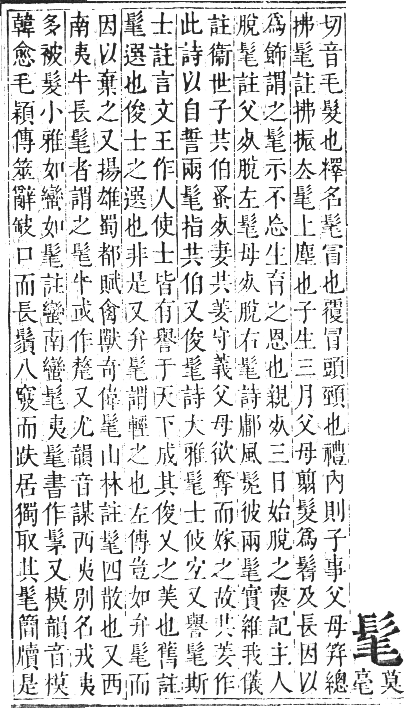 髦莫毫
切音毛髮也釋名髦冒也覆冒頭頸也禮內則子事父母笄總
拂髦註拂振去髦上塵也子生三月父母翦髮爲鬌及長因以
爲飾謂之髦示不忘生育之恩也親歿三日始脫之喪記主人
脫髦註父歿脫左髦母歿脫右髦詩鄘風髧彼兩髦實維我儀
註衞世子共伯蚤歿妻共姜守義父母欲奪而嫁之故共姜作
此詩以自誓兩髦指共伯又俊髦詩大雅髦士攸宜又譽髦斯
士註言文王作人使士皆有譽于天下成其俊乂之美也舊註
髦選也俊士之選也非是又弁髦謂輕之也左傳豈如弁髦而
因以棄之又揚雄蜀都賦禽獸奇偉髦山林註髦四散也又西
南夷牛長髦者謂之髦牛或作氂又尤韻音謀西夷別名戎夷
多被髮小雅如蠻如髦註蠻南蠻髦夷髦書作髳又模韻音模
韓愈毛穎傳筮辭缺口而長鬚八竅而趺居獨取其髦簡牘是